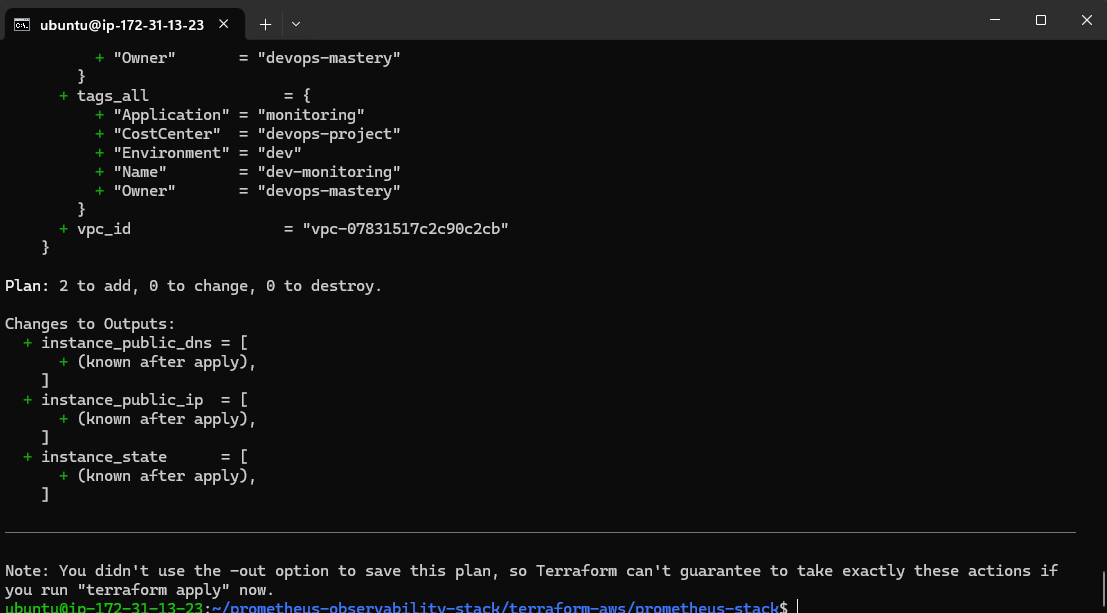 ubuntu@ip-172-31-13-23
+ "Owner"       = "devops-mastery"
}
+ tags_all               = {
+ "Application" = "monitoring"
+ "CostCenter"  = "devops-project"
+ "Environment" = "dev"
+ "Name"        = "dev-monitoring"
+ "Owner"       = "devops-mastery"
}
+ vpc_id                 = "vpc-07831517c2c90c2cb"
}
Plan: 2 to add, 0 to change, 0 to destroy.
Changes to Outputs:
+ instance_public_dns = [
+ (known after apply),
]
+ instance_public_ip  = [
+ (known after apply),
]
+ instance_state      = [
+ (known after apply),
]
Note: You didn't use the -out option to save this plan, so Terraform can't guarantee to take exactly these actions if
you run "terraform apply" now.
ubuntu@ip-172-31-13-23:~/prometheus-observability-stack/terraform-aws/prometheus-stack$